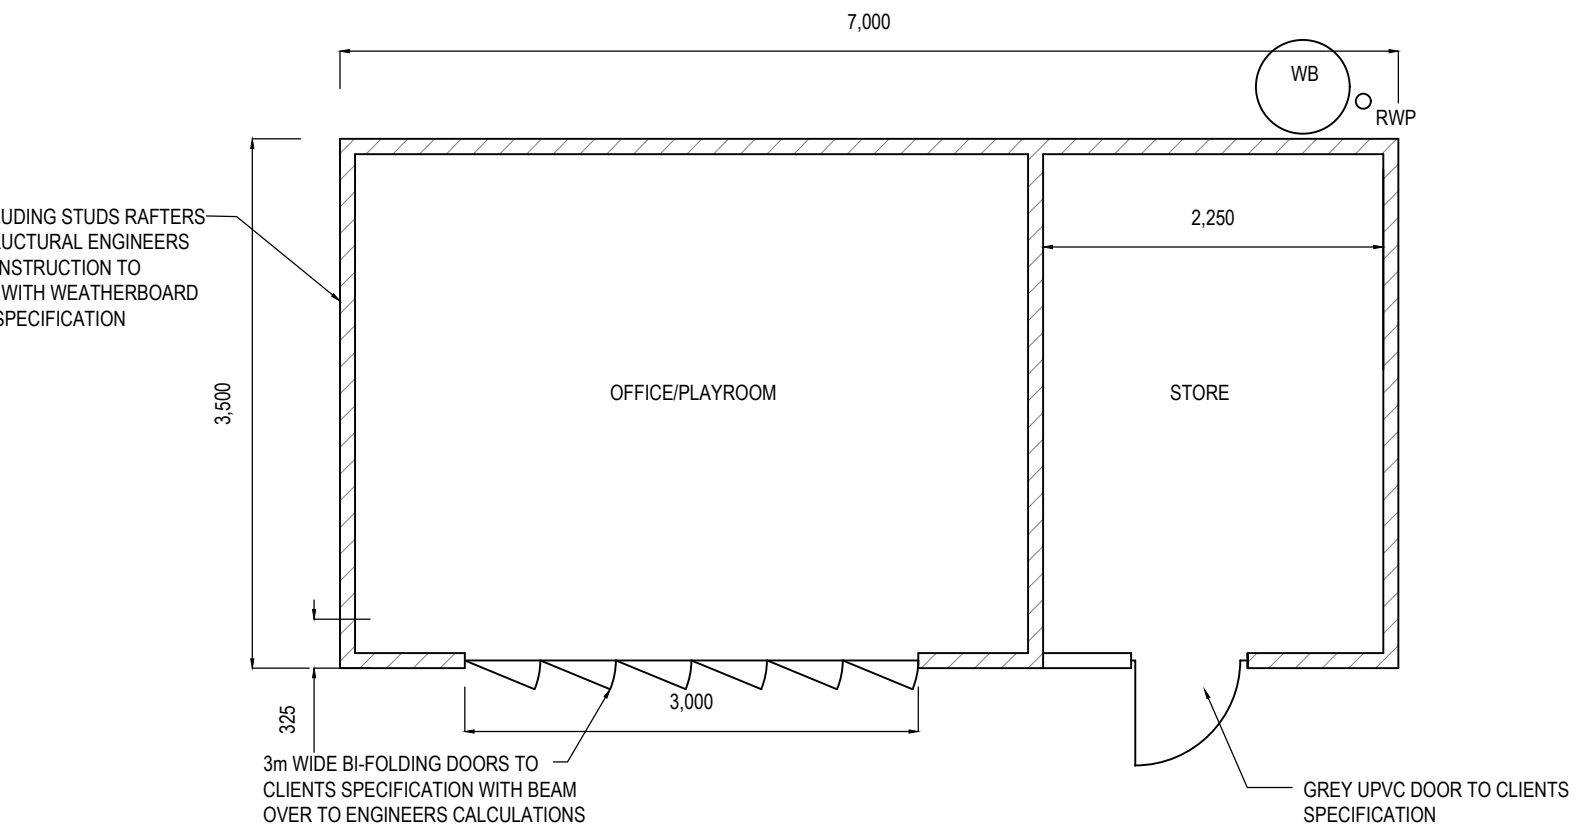 7,000
WB
RWP
UDING STUDS RAFTERS
RUCTURAL ENGINEERS
NSTRUCTION TO
WITH WEATHERBOARD
SPECIFICATION
2,250
3,500
OFFICE/PLAYROOM
STORE
325
3,000
3m WIDE BI-FOLDING DOORS TO
CLIENTS SPECIFICATION WITH BEAM
OVER TO ENGINEERS CALCULATIONS
GREY UPVC DOOR TO CLIENTS
SPECIFICATION